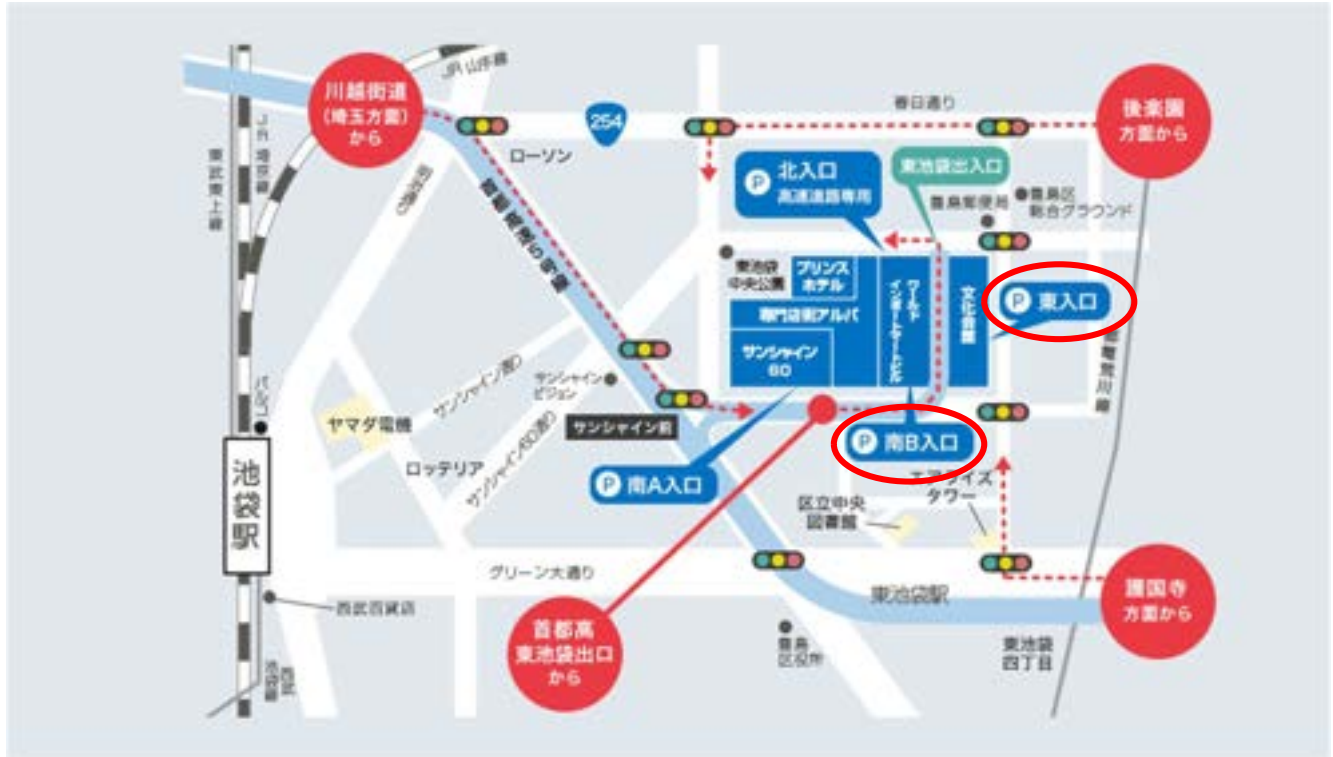 JR山手線
川越街道
(埼玉方面)
から
254
春日通り
後楽園
方面から
ローソン
JR埼京線
東武東上線
P 北入口
高速道路専用
東池袋出入口
豊島郵便局
豊島区
総合グラウンド
東池袋
中央公園
プリンス
ホテル
専門店街アルパ
サンシャイン
60
ワールド
インポートマートビル
文化会館
P 東入口
都電荒川線
サンシャイン通り
サンシャイン
ビジョン
サンシャイン60通り
サンシャイン前
パルコ
ヤマダ電機
ロッテリア
池袋駅
P 南A入口
P 南B入口
エアライズ
タワー
区立中央
図書館
グリーン大通り
東池袋駅
護国寺
方面から
西武百貨店
首都高
東池袋出口
から
豊島
区役所
東池袋
四丁目